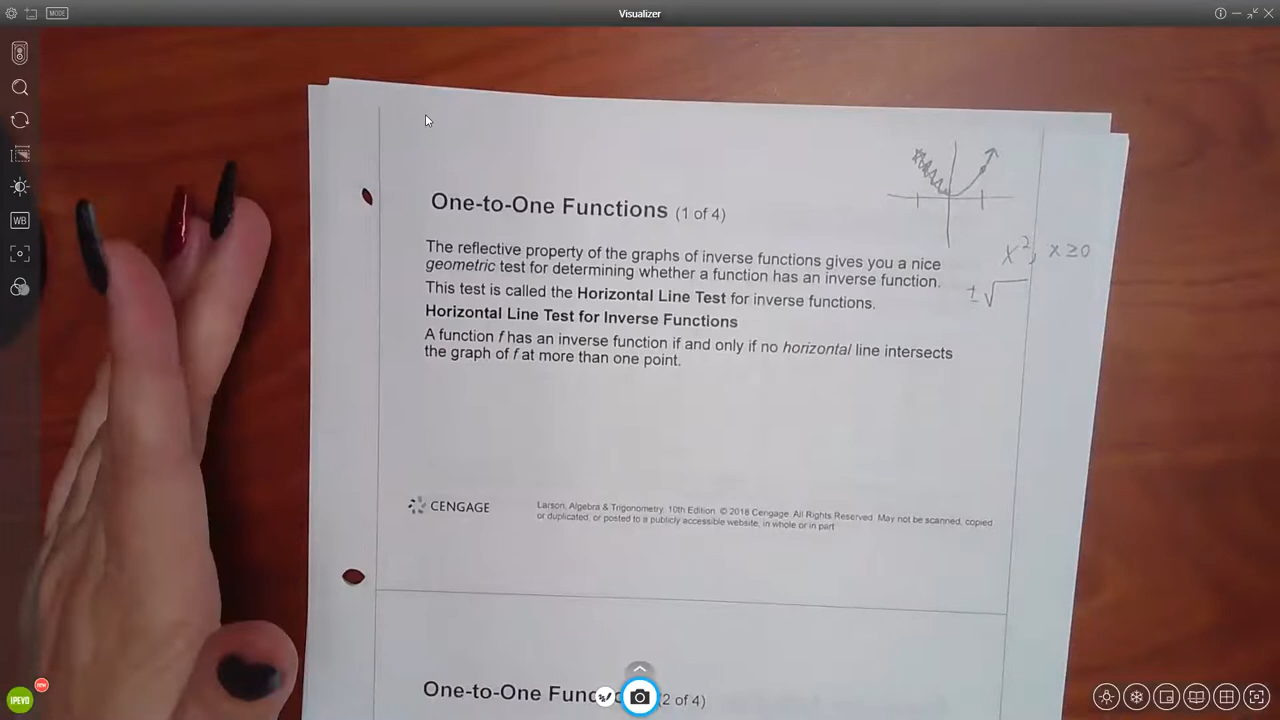 MODE
Visualizer
WB
One-to-One Functions (1 of 4)
x², x ≥ 0
± √
The reflective property of the graphs of inverse functions gives you a nice
geometric test for determining whether a function has an inverse function.
This test is called the Horizontal Line Test for inverse functions.
Horizontal Line Test for Inverse Functions
A function f has an inverse function if and only if no horizontal line intersects
the graph of f at more than one point.
CENGAGE
Larson, Algebra & Trigonometry, 10th Edition. © 2018 Cengage. All Rights Reserved. May not be scanned, copied
or duplicated, or posted to a publicly accessible website, in whole or in part
One-to-One Func (2 of 4)
IPEVO
new